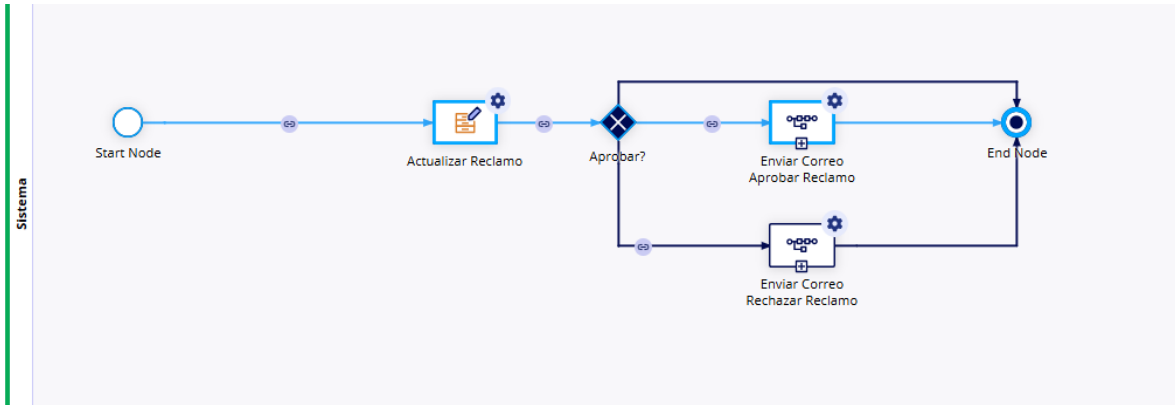 Sistema
Start Node
Actualizar Reclamo
Aprobar?
Enviar Correo
Aprobar Reclamo
End Node
Enviar Correo
Rechazar Reclamo